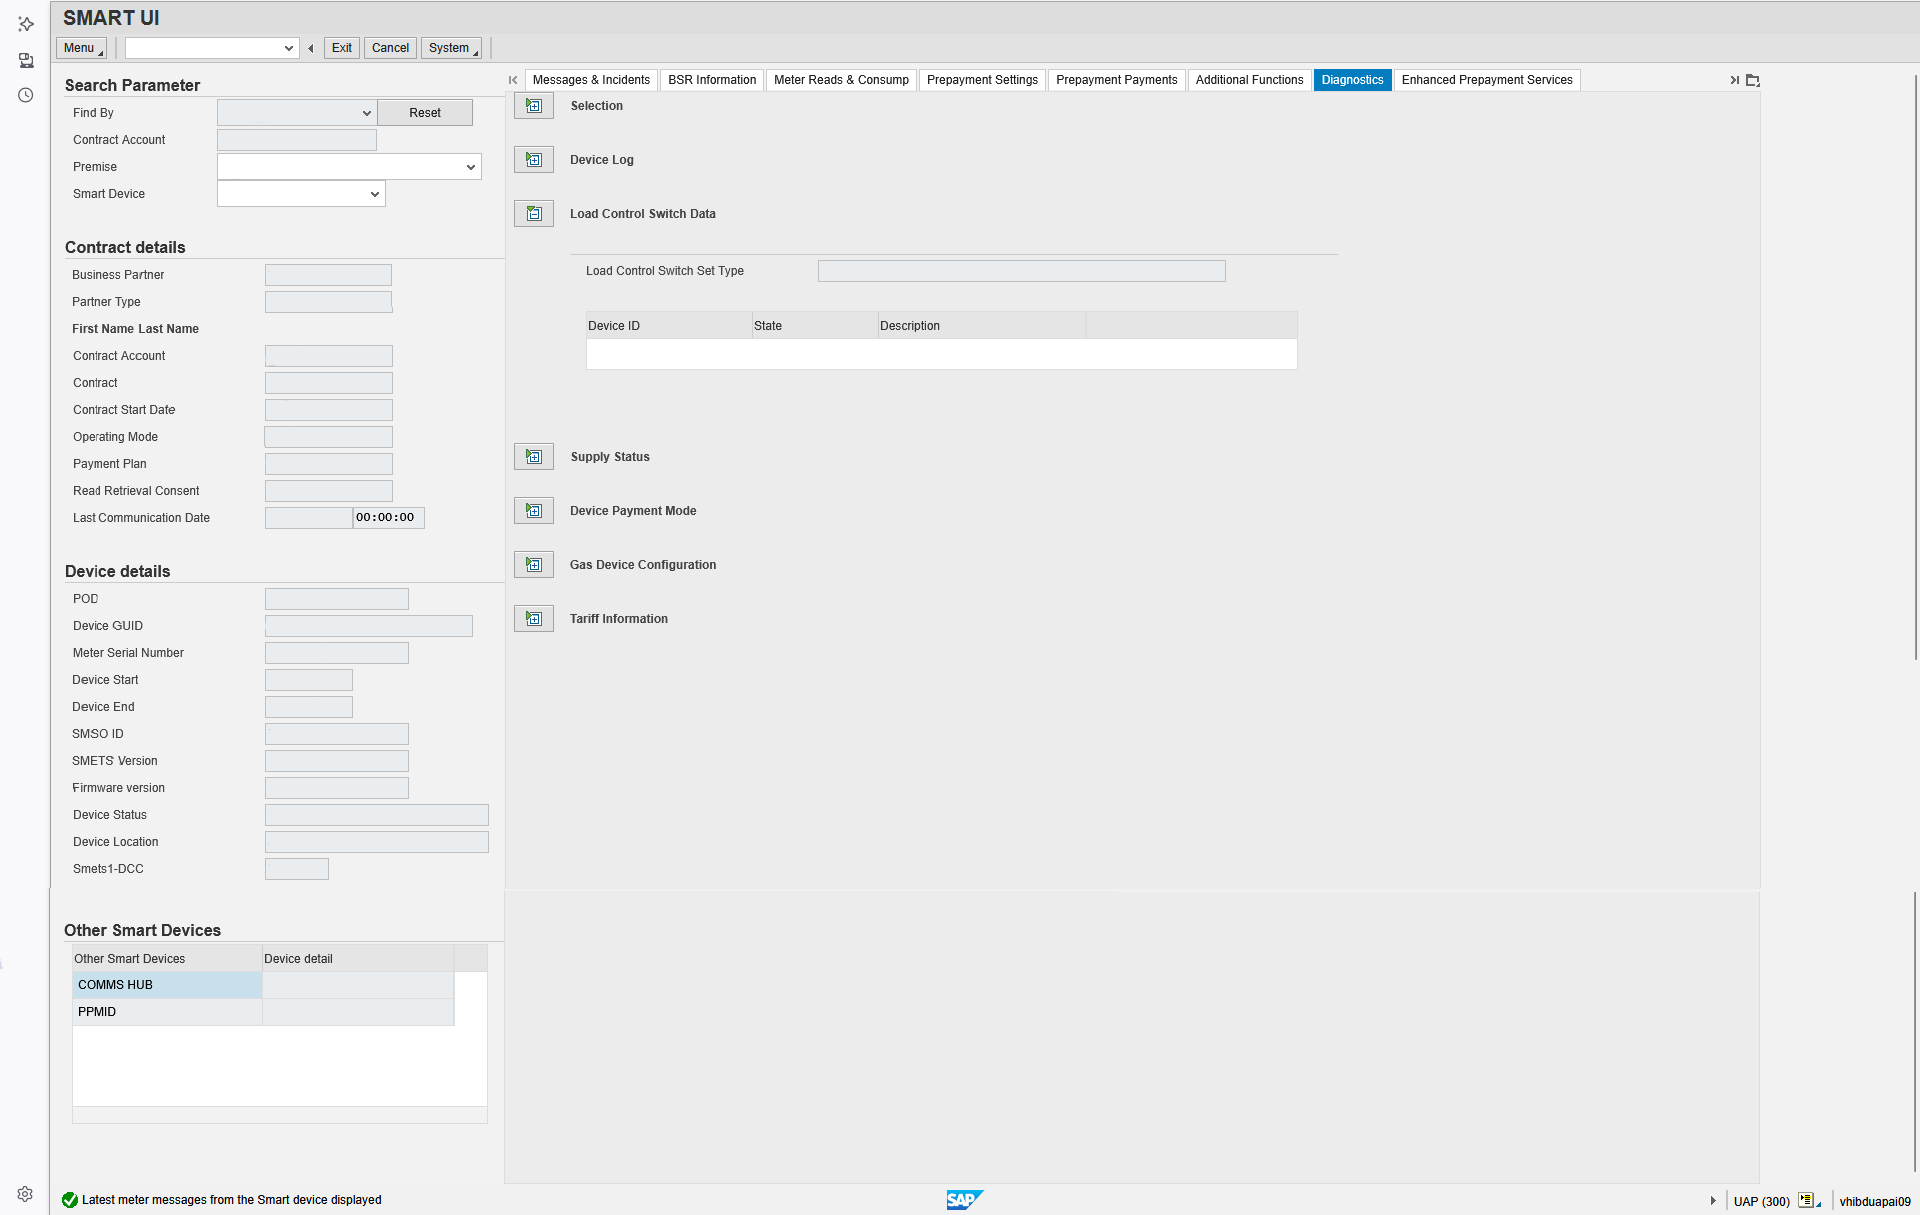 SMART UI
Menu
Exit
Cancel
System
Search Parameter
Find By
Reset
Contract Account
Premise
Smart Device
Contract details
Business Partner
Partner Type
First Name Last Name
Contract Account
Contract
Contract Start Date
Operating Mode
Payment Plan
Read Retrieval Consent
Last Communication Date 00:00:00
Device details
POD
Device GUID
Meter Serial Number
Device Start
Device End
SMSO ID
SMETS Version
Firmware version
Device Status
Device Location
Smets1-DCC
Other Smart Devices
Other Smart Devices Device detail
COMMS HUB
PPMID
Messages & Incidents BSR Information Meter Reads & Consump Prepayment Settings Prepayment Payments Additional Functions Diagnostics Enhanced Prepayment Services
Selection
Device Log
Load Control Switch Data
Load Control Switch Set Type
Device ID State Description
Supply Status
Device Payment Mode
Gas Device Configuration
Tariff Information
Latest meter messages from the Smart device displayed
SAP
UAP (300)
vhibduapai09